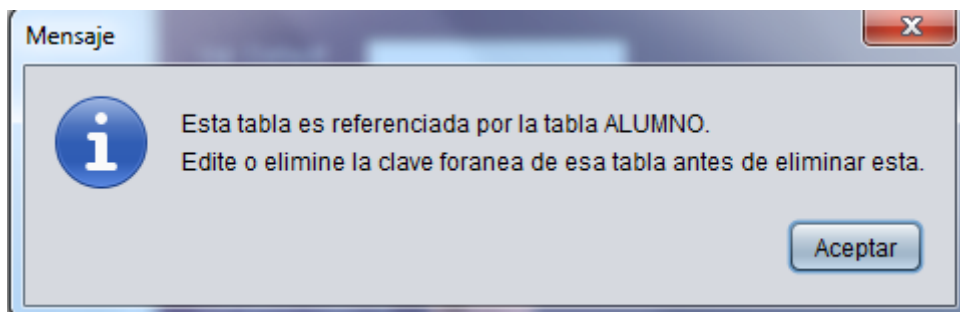 Mensaje
Esta tabla es referenciada por la tabla ALUMNO.
Edite o elimine la clave foranea de esa tabla antes de eliminar esta.
Aceptar